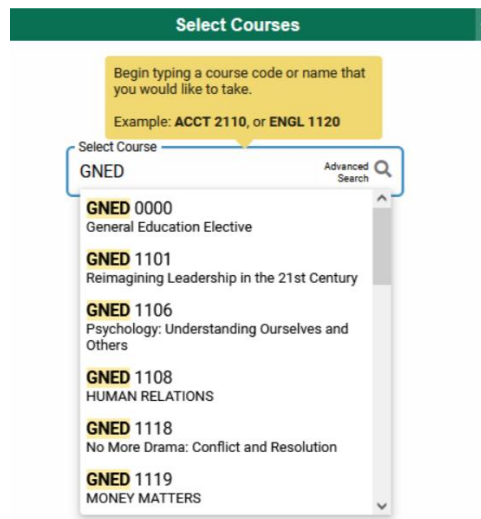 Select Courses
Begin typing a course code or name that
you would like to take.
Example: ACCT 2110, or ENGL 1120
Select Course
GNED
Advanced
Search
GNED 0000
General Education Elective
GNED 1101
Reimagining Leadership in the 21st Century
GNED 1106
Psychology: Understanding Ourselves and
Others
GNED 1108
HUMAN RELATIONS
GNED 1118
No More Drama: Conflict and Resolution
GNED 1119
MONEY MATTERS